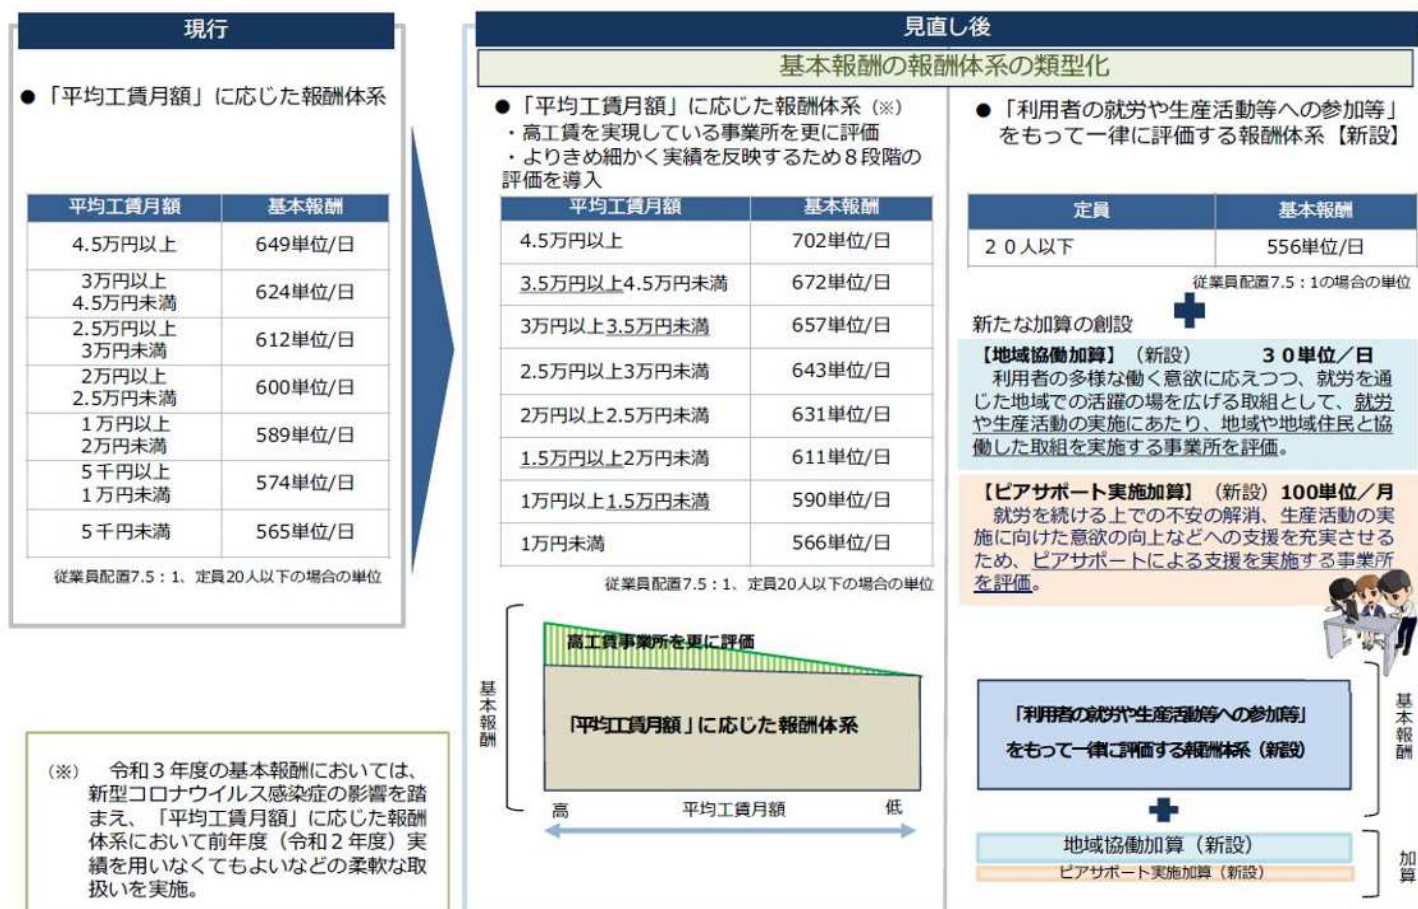 現行
●「平均工賃月額」に応じた報酬体系
平均工賃月額 基本報酬
4.5万円以上 649単位/日
3万円以上
4.5万円未満 624単位/日
2.5万円以上
3万円未満 612単位/日
2万円以上
2.5万円未満 600単位/日
1万円以上
2万円未満 589単位/日
5千円以上
1万円未満 574単位/日
5千円未満 565単位/日
従業員配置7.5：1、定員20人以下の場合の単位
（※） 令和3年度の基本報酬においては、
新型コロナウイルス感染症の影響を踏
まえ、「平均工賃月額」に応じた報酬
体系において前年度（令和2年度）実
績を用いなくてもよいなどの柔軟な取
扱いを実施。
見直し後
基本報酬の報酬体系の類型化
●「平均工賃月額」に応じた報酬体系（※）
・高工賃を実現している事業所を更に評価
・よりきめ細かく実績を反映するため８段階の
評価を導入
平均工賃月額 基本報酬
4.5万円以上 702単位/日
3.5万円以上4.5万円未満 672単位/日
3万円以上3.5万円未満 657単位/日
2.5万円以上3万円未満 643単位/日
2万円以上2.5万円未満 631単位/日
1.5万円以上2万円未満 611単位/日
1万円以上1.5万円未満 590単位/日
1万円未満 566単位/日
従業員配置7.5：1、定員20人以下の場合の単位
基本報酬
高工賃事業所を更に評価
「平均工賃月額」に応じた報酬体系
高 平均工賃月額 低
●「利用者の就労や生産活動等への参加等」
をもって一律に評価する報酬体系【新設】
定員 基本報酬
２０人以下 556単位/日
従業員配置7.5：1の場合の単位
新たな加算の創設
【地域協働加算】（新設） ３０単位／日
利用者の多様な働く意欲に応えつつ、就労を通
じた地域での活躍の場を広げる取組として、就労
や生産活動の実施にあたり、地域や地域住民と協
働した取組を実施する事業所を評価。
【ピアサポート実施加算】（新設）100単位／月
就労を続ける上での不安の解消、生産活動の実
施に向けた意欲の向上などへの支援を充実させる
ため、ピアサポートによる支援を実施する事業所
を評価。
「利用者の就労や生産活動等への参加等」
をもって一律に評価する報酬体系（新設）
基本報酬
地域協働加算（新設）
ピアサポート実施加算（新設）
加算